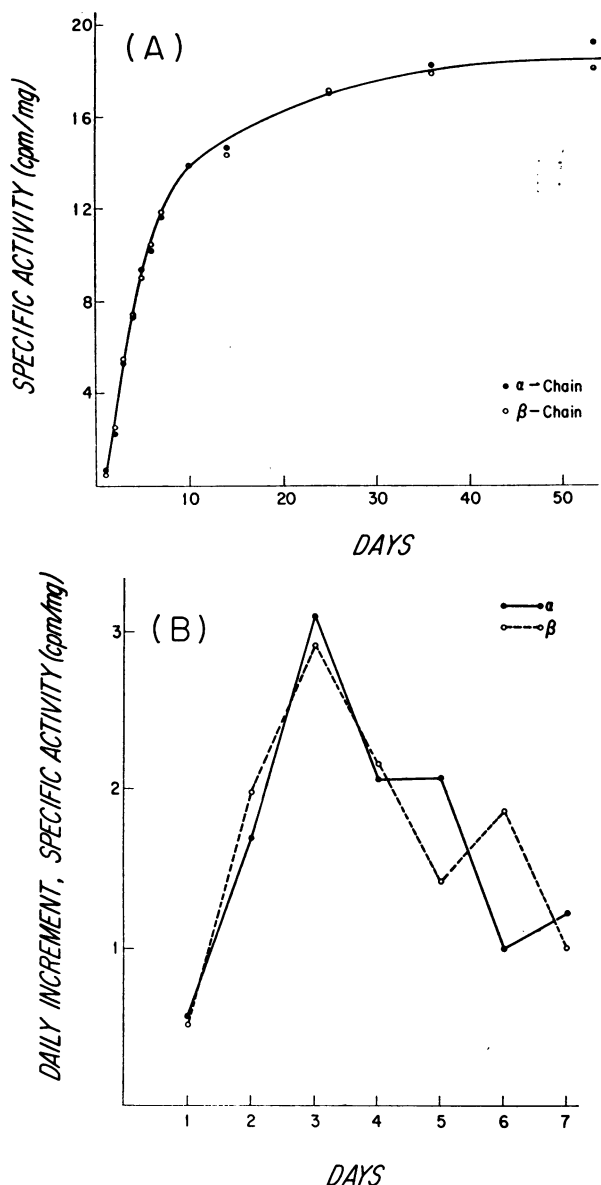 (A)
20
16
12
8
4
SPECIFIC ACTIVITY (cpm/mg)
α - Chain
β - Chain
10 20 30 40 50
DAYS
(B)
α
β
3
2
1
DAILY INCREMENT, SPECIFIC ACTIVITY (cpm/mg)
1 2 3 4 5 6 7
DAYS